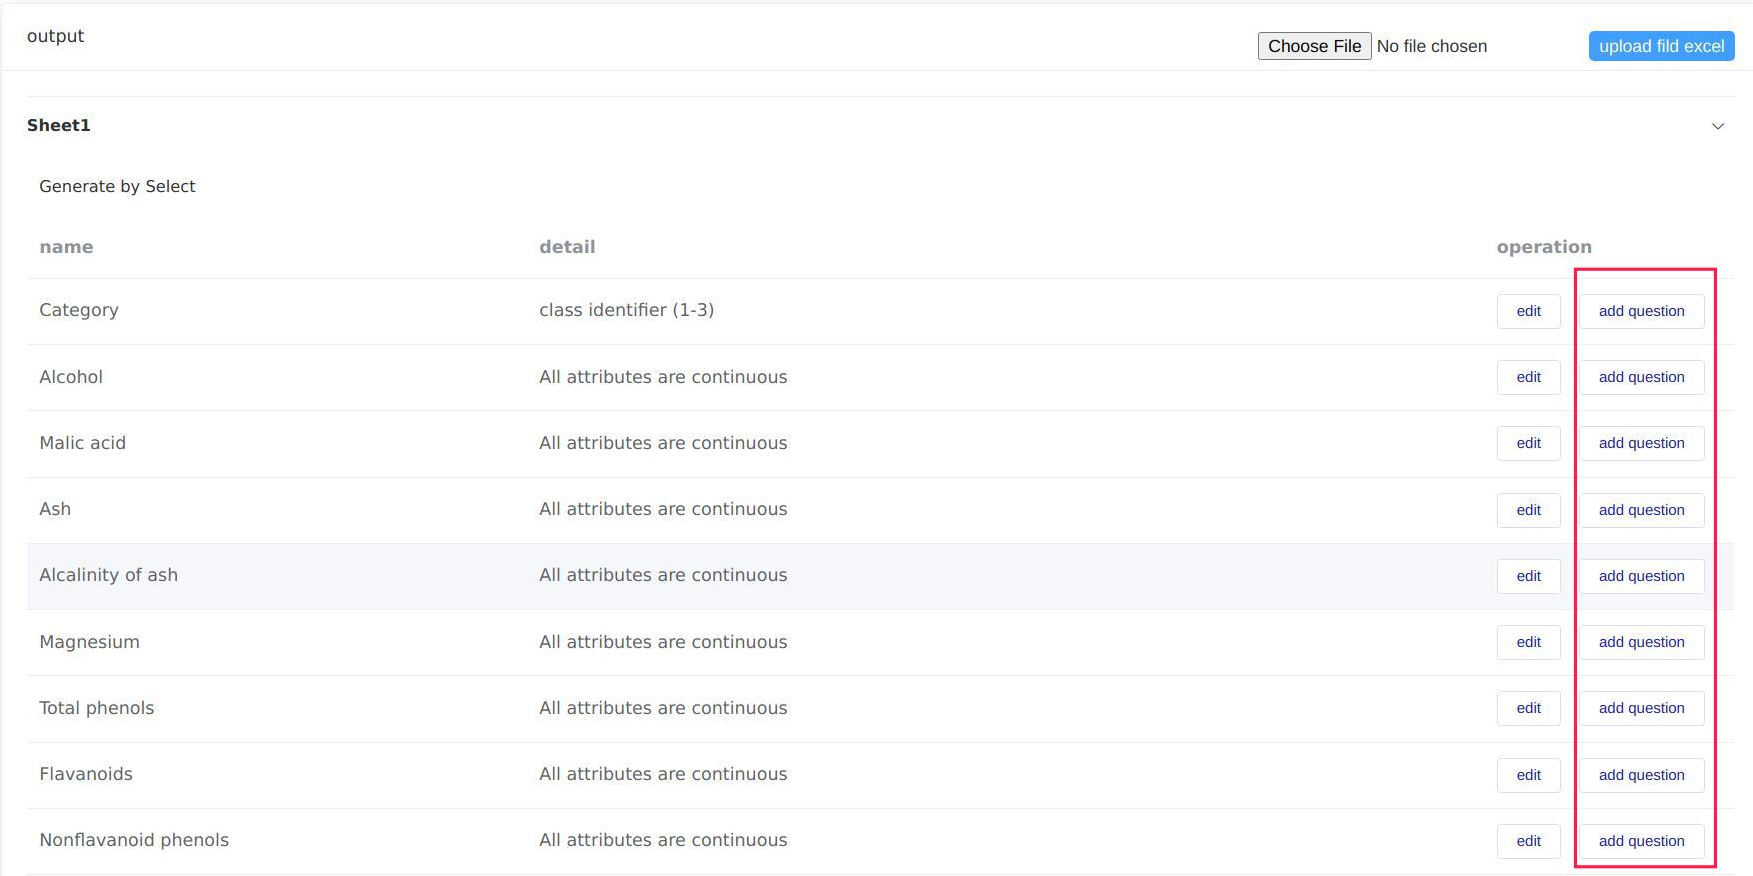 output
Choose File No file chosen
upload fild excel
Sheet1
Generate by Select
name detail operation
Category class identifier (1-3) edit add question
Alcohol All attributes are continuous edit add question
Malic acid All attributes are continuous edit add question
Ash All attributes are continuous edit add question
Alcalinity of ash All attributes are continuous edit add question
Magnesium All attributes are continuous edit add question
Total phenols All attributes are continuous edit add question
Flavanoids All attributes are continuous edit add question
Nonflavanoid phenols All attributes are continuous edit add question